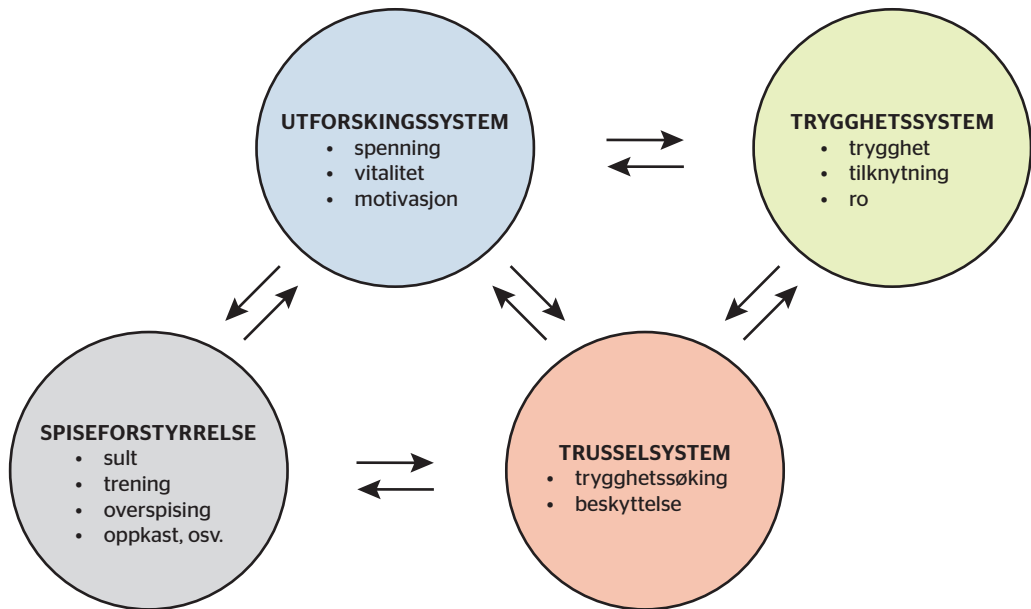 UTFORSKINGSSYSTEM
• spenning
• vitalitet
• motivasjon
TRYGGHETSSYSTEM
• trygghet
• tilknytning
• ro
SPISEFORSTYRRELSE
• sult
• trening
• overspising
• oppkast, osv.
TRUSSELSYSTEM
• trygghetssøking
• beskyttelse